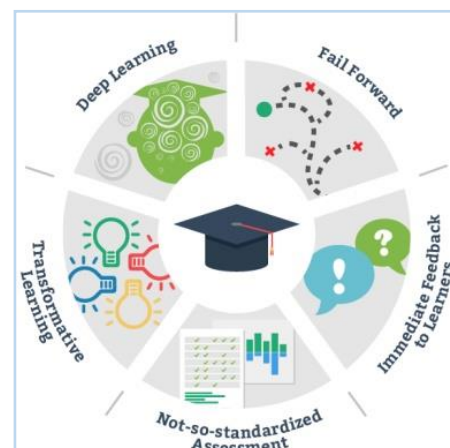 Deep Learning
Fail Forward
Immediate Feedback
to Learners
Not-so-standardized
Assessment
Transformative
Learning
?
!